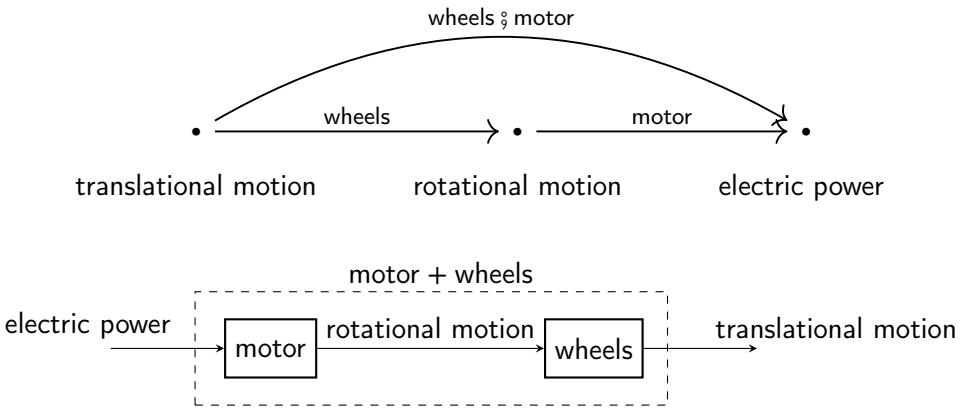 wheels ⨟ motor
wheels motor
translational motion rotational motion electric power
motor + wheels
electric power rotational motion translational motion
motor wheels